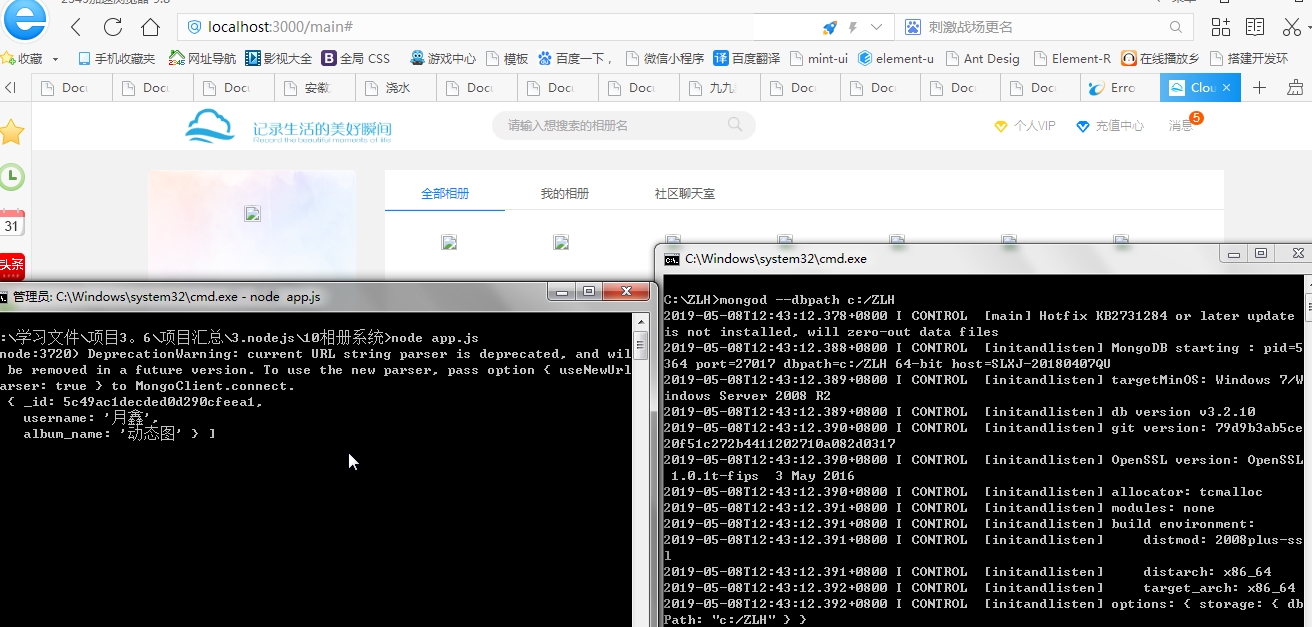 2345加速浏览器 9.8
localhost:3000/main#
刺激战场更名
收藏 手机收藏夹 网址导航 影视大全 B 全局 CSS 游戏中心 模板 百度一下， 微信小程序 译 百度翻译 mint-ui element-u Ant Desig Element-R 在线播放乡 搭建开发环
Docu Docu Docu 安徽 浇水 Docu Docu Docu 九九 Docu Docu Docu Docu Erro Clou
记录生活的美好瞬间
Record the beautiful moments of life
请输入想搜索的相册名
个人VIP 充值中心 消息 5
31
头条
全部相册 我的相册 社区聊天室
管理员: C:\Windows\system32\cmd.exe - node app.js
:\学习文件\项目3。6\项目汇总\3.nodejs\10相册系统>node app.js
node:3720) DeprecationWarning: current URL string parser is deprecated, and wil
be removed in a future version. To use the new parser, pass option { useNewUrl
arser: true } to MongoClient.connect.
{ _id: 5c49ac1decded0d290cfeea1,
username: '月鑫',
album_name: '动态图' } ]
C:\Windows\system32\cmd.exe
C:\ZLH>mongod --dbpath c:/ZLH
2019-05-08T12:43:12.378+0800 I CONTROL [main] Hotfix KB2731284 or later update
is not installed, will zero-out data files
2019-05-08T12:43:12.388+0800 I CONTROL [initandlisten] MongoDB starting : pid=5
364 port=27017 dbpath=c:/ZLH 64-bit host=SLXJ-20180407QU
2019-05-08T12:43:12.389+0800 I CONTROL [initandlisten] targetMinOS: Windows 7/W
indows Server 2008 R2
2019-05-08T12:43:12.389+0800 I CONTROL [initandlisten] db version v3.2.10
2019-05-08T12:43:12.390+0800 I CONTROL [initandlisten] git version: 79d9b3ab5ce
20f51c272b4411202710a082d0317
2019-05-08T12:43:12.390+0800 I CONTROL [initandlisten] OpenSSL version: OpenSSL
1.0.1t-fips 3 May 2016
2019-05-08T12:43:12.390+0800 I CONTROL [initandlisten] allocator: tcmalloc
2019-05-08T12:43:12.391+0800 I CONTROL [initandlisten] modules: none
2019-05-08T12:43:12.391+0800 I CONTROL [initandlisten] build environment:
2019-05-08T12:43:12.391+0800 I CONTROL [initandlisten] distmod: 2008plus-ss
l
2019-05-08T12:43:12.391+0800 I CONTROL [initandlisten] distarch: x86_64
2019-05-08T12:43:12.392+0800 I CONTROL [initandlisten] target_arch: x86_64
2019-05-08T12:43:12.392+0800 I CONTROL [initandlisten] options: { storage: { db
Path: "c:/ZLH" } }